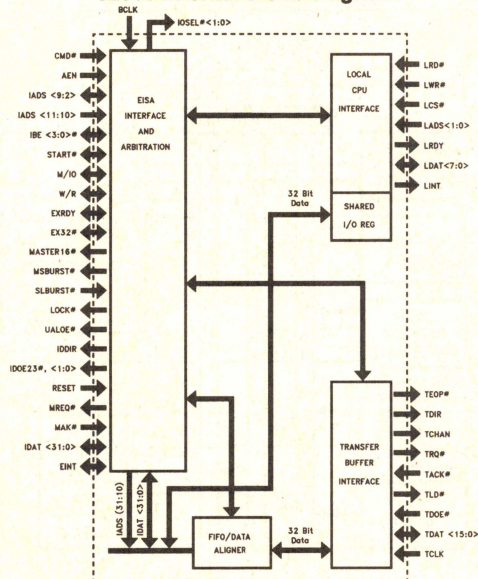 BCLK
IOSEL#<1:0>
CMD#
AEN
IADS <9:2>
IADS <11:10>
IBE <3:0>#
START#
M/IO
W/R
EXRDY
EX32#
MASTER16#
MSBURST#
SLBURST#
LOCK#
UALOE#
IDDIR
IDOE23#, <1:0>
RESET
MREQ#
MAK#
IDAT <31:0>
EINT
EISA
INTERFACE
AND
ARBITRATION
LOCAL
CPU
INTERFACE
SHARED
I/O REG
LRD#
LWR#
LCS#
LADS<1:0>
LRDY
LDAT<7:0>
LINT
32 Bit
Data
TRANSFER
BUFFER
INTERFACE
TEOP#
TDIR
TCHAN
TRQ#
TACK#
TLD#
TDOE#
TDAT <15:0>
TCLK
IADS (31:10)
IDAT <31:0>
FIFO/DATA
ALIGNER
32 Bit
Data